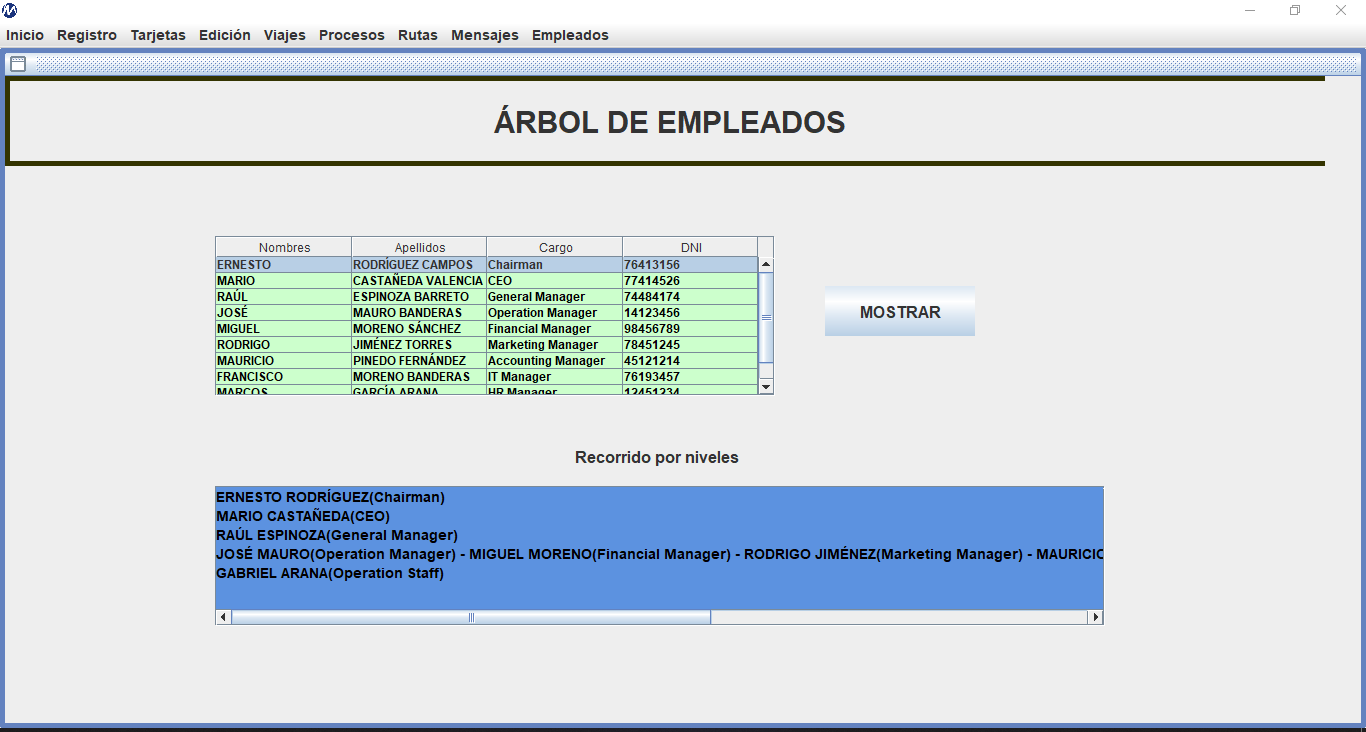 Inicio Registro Tarjetas Edición Viajes Procesos Rutas Mensajes Empleados
ÁRBOL DE EMPLEADOS
Nombres Apellidos Cargo DNI
ERNESTO RODRÍGUEZ CAMPOS Chairman 76413156
MARIO CASTAÑEDA VALENCIA CEO 77414526
RAÚL ESPINOZA BARRETO General Manager 74484174
JOSÉ MAURO BANDERAS Operation Manager 14123456
MIGUEL MORENO SÁNCHEZ Financial Manager 98456789
RODRIGO JIMÉNEZ TORRES Marketing Manager 78451245
MAURICIO PINEDO FERNÁNDEZ Accounting Manager 45121214
FRANCISCO MORENO BANDERAS IT Manager 76193457
MARCOS GARCÍA ARANA HR Manager 12451234
MOSTRAR
Recorrido por niveles
ERNESTO RODRÍGUEZ(Chairman)
MARIO CASTAÑEDA(CEO)
RAÚL ESPINOZA(General Manager)
JOSÉ MAURO(Operation Manager) - MIGUEL MORENO(Financial Manager) - RODRIGO JIMÉNEZ(Marketing Manager) - MAURICIO
GABRIEL ARANA(Operation Staff)